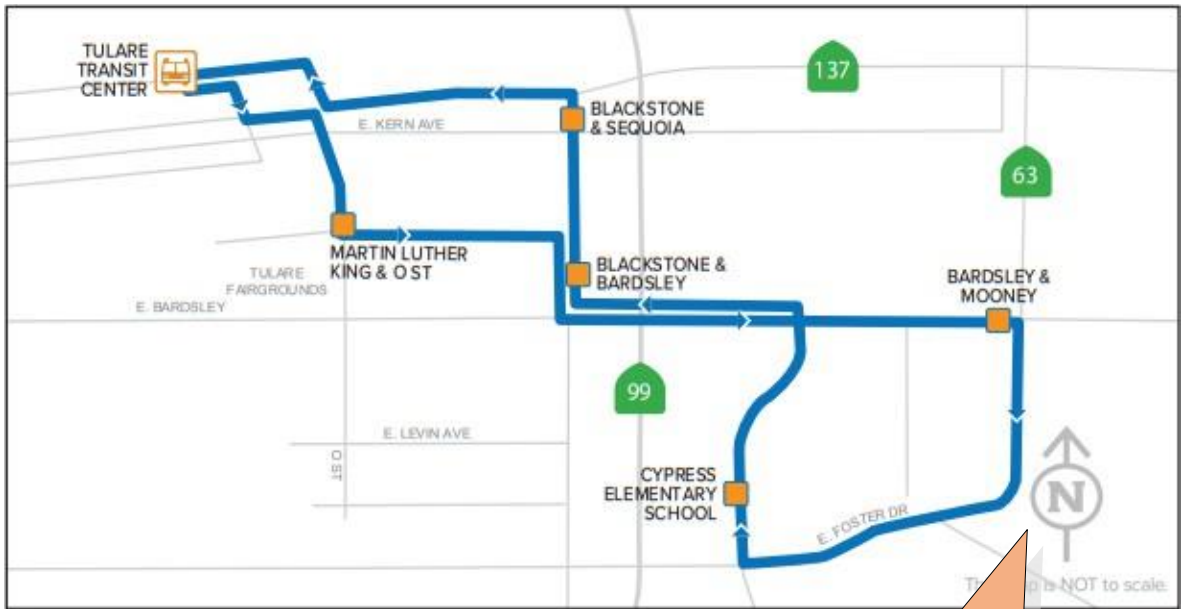 TULARE
TRANSIT
CENTER
137
BLACKSTONE
& SEQUOIA
E. KERN AVE
63
MARTIN LUTHER
KING & O ST
TULARE
FAIRGROUNDS
BLACKSTONE &
BARDSLEY
BARDSLEY &
MOONEY
E. BARDSLEY
99
E. LEVIN AVE
O ST
CYPRESS
ELEMENTARY
SCHOOL
E. FOSTER DR
N
is NOT to scale.